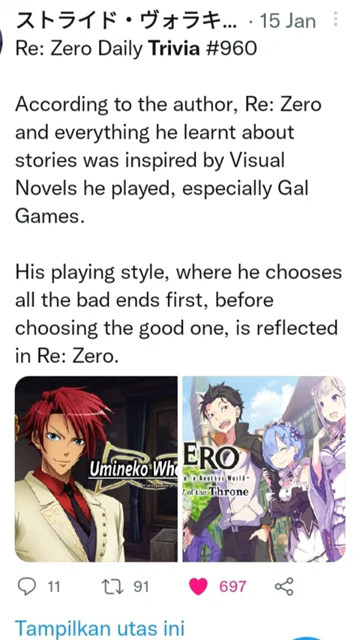 ストライド・ヴォラキ... · 15 Jan
Re: Zero Daily Trivia #960
According to the author, Re: Zero
and everything he learnt about
stories was inspired by Visual
Novels he played, especially Gal
Games.
His playing style, where he chooses
all the bad ends first, before
choosing the good one, is reflected
in Re: Zero.
Umineko Whe
ERO
of the Throne
11 91 697
Tampilkan utas ini